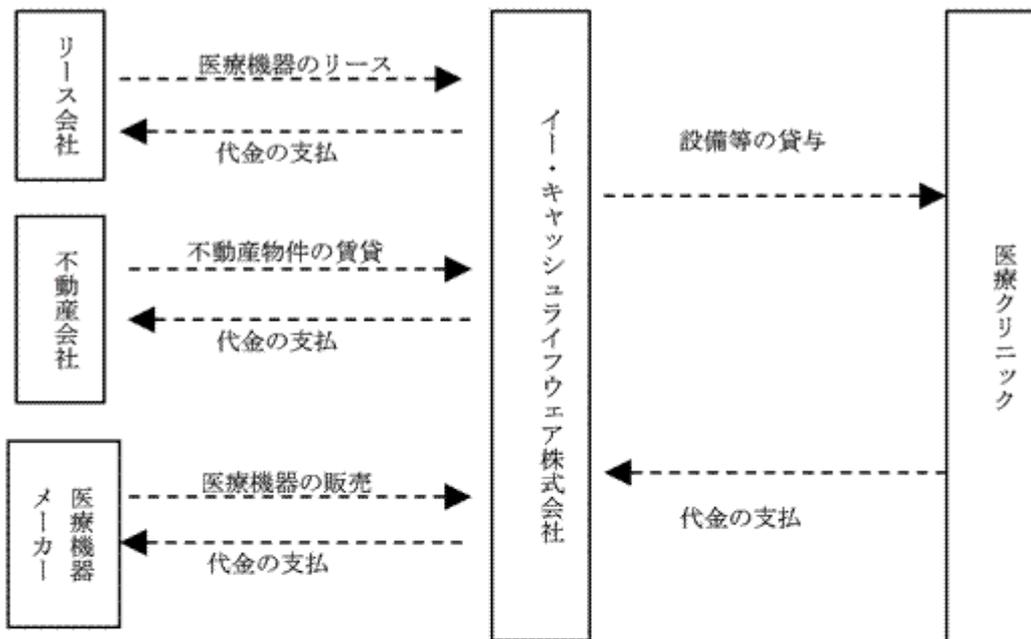 リース会社
医療機器のリース
代金の支払
不動産会社
不動産物件の賃貸
代金の支払
医療機器
メーカー
医療機器の販売
代金の支払
イー・キャッシュライフウェア株式会社
設備等の貸与
代金の支払
医療クリニック